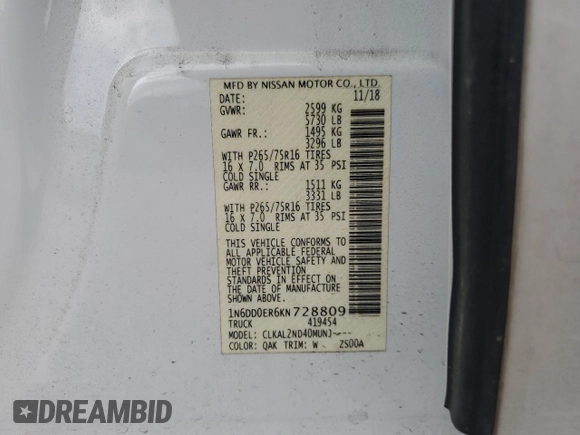 MFD BY NISSAN MOTOR CO., LTD.
DATE: 11/18
GVWR: 2599 KG
5730 LB
GAWR FR.: 1495 KG
3296 LB
WITH P265/75R16 TIRES
16 X 7.0 RIMS AT 35 PSI
COLD SINGLE
GAWR RR.: 1511 KG
3331 LB
WITH P265/75R16 TIRES
16 X 7.0 RIMS AT 35 PSI
COLD SINGLE
THIS VEHICLE CONFORMS TO
ALL APPLICABLE FEDERAL
MOTOR VEHICLE SAFETY AND
THEFT PREVENTION
STANDARDS IN EFFECT ON
THE DATE OF MANUFACTURE
SHOWN ABOVE.
1N6DD0ER6KN728809
TRUCK 419454
MODEL: CLKAL2ND40MUNJ----
COLOR: QAK TRIM: W ZS00A
DREAMBID